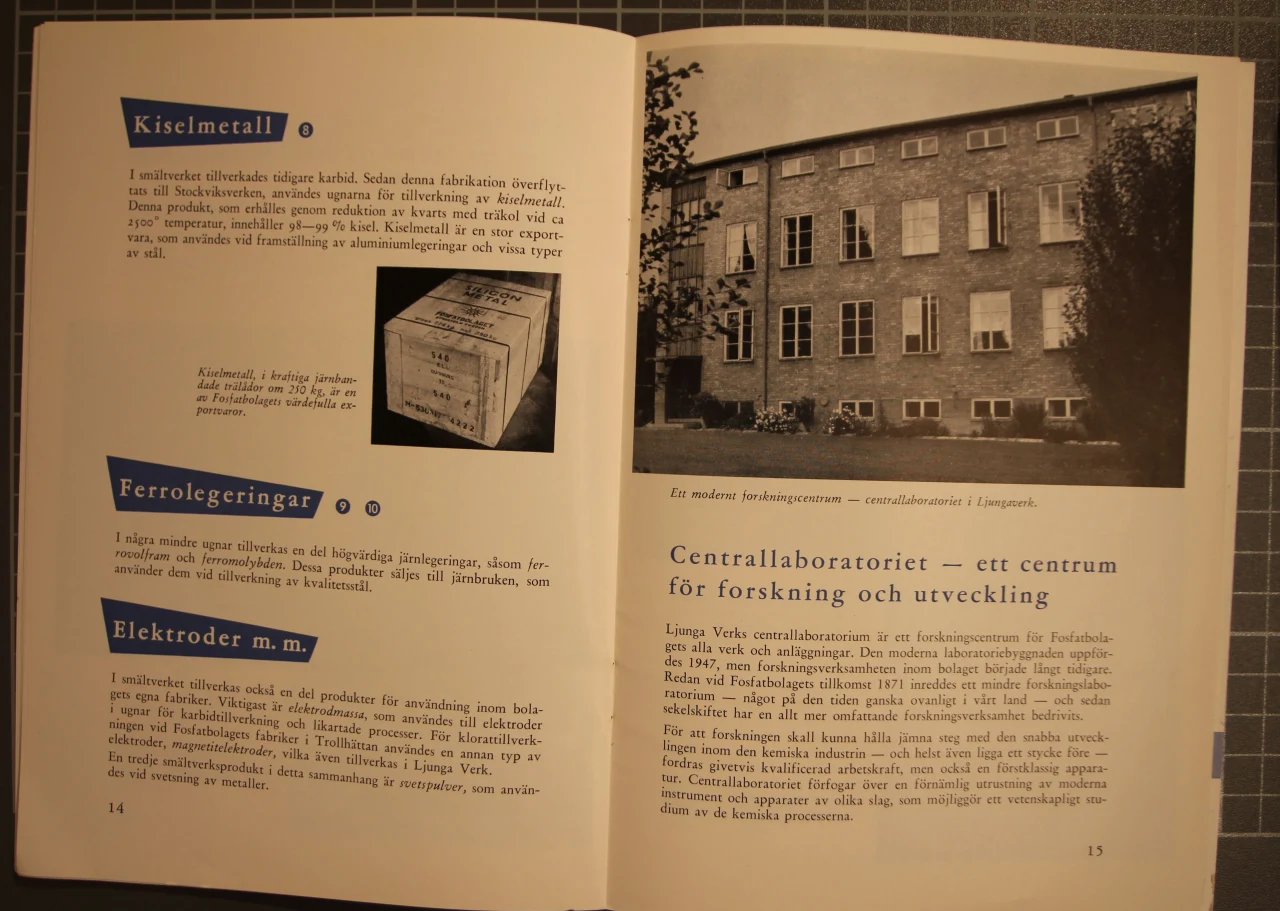 Kiselmetall 8
I smältverket tillverkades tidigare karbid. Sedan denna fabrikation överflyt-
tats till Stockviksverken, användes ugnarna för tillverkning av kiselmetall.
Denna produkt, som erhålles genom reduktion av kvarts med träkol vid ca
2500° temperatur, innehåller 98—99 % kisel. Kiselmetall är en stor export-
vara, som användes vid framställning av aluminiumlegeringar och vissa typer
av stål.
SILICON
METAL
FOSFATBOLAGET
540
540
4222
Kiselmetall, i kraftiga järnban-
dade trälådor om 250 kg, är en
av Fosfatbolagets värdefulla ex-
portvaror.
Ferrolegeringar 9 10
I några mindre ugnar tillverkas en del högvärdiga järnlegeringar, såsom fer-
rovolfram och ferromolybden. Dessa produkter säljes till järnbruken, som
använder dem vid tillverkning av kvalitetsstål.
Elektroder m. m.
I smältverket tillverkas också en del produkter för användning inom bola-
gets egna fabriker. Viktigast är elektrodmassa, som användes till elektroder
i ugnar för karbidtillverkning och likartade processer. För klorattillverk-
ningen vid Fosfatbolagets fabriker i Trollhättan användes en annan typ av
elektroder, magnetitelektroder, vilka även tillverkas i Ljunga Verk.
En tredje smältverksprodukt i detta sammanhang är svetspulver, som använ-
des vid svetsning av metaller.
14
Ett modernt forskningscentrum — centrallaboratoriet i Ljungaverk.
Centrallaboratoriet — ett centrum
för forskning och utveckling
Ljunga Verks centrallaboratorium är ett forskningscentrum för Fosfatbola-
gets alla verk och anläggningar. Den moderna laboratoriebyggnaden uppför-
des 1947, men forskningsverksamheten inom bolaget började långt tidigare.
Redan vid Fosfatbolagets tillkomst 1871 inreddes ett mindre forskningslabo-
ratorium — något på den tiden ganska ovanligt i vårt land — och sedan
sekelskiftet har en allt mer omfattande forskningsverksamhet bedrivits.
För att forskningen skall kunna hålla jämna steg med den snabba utveck-
lingen inom den kemiska industrin — och helst även ligga ett stycke före —
fordras givetvis kvalificerad arbetskraft, men också en förstklassig appara-
tur. Centrallaboratoriet förfogar över en förnämlig utrustning av moderna
instrument och apparater av olika slag, som möjliggör ett vetenskapligt stu-
dium av de kemiska processerna.
15